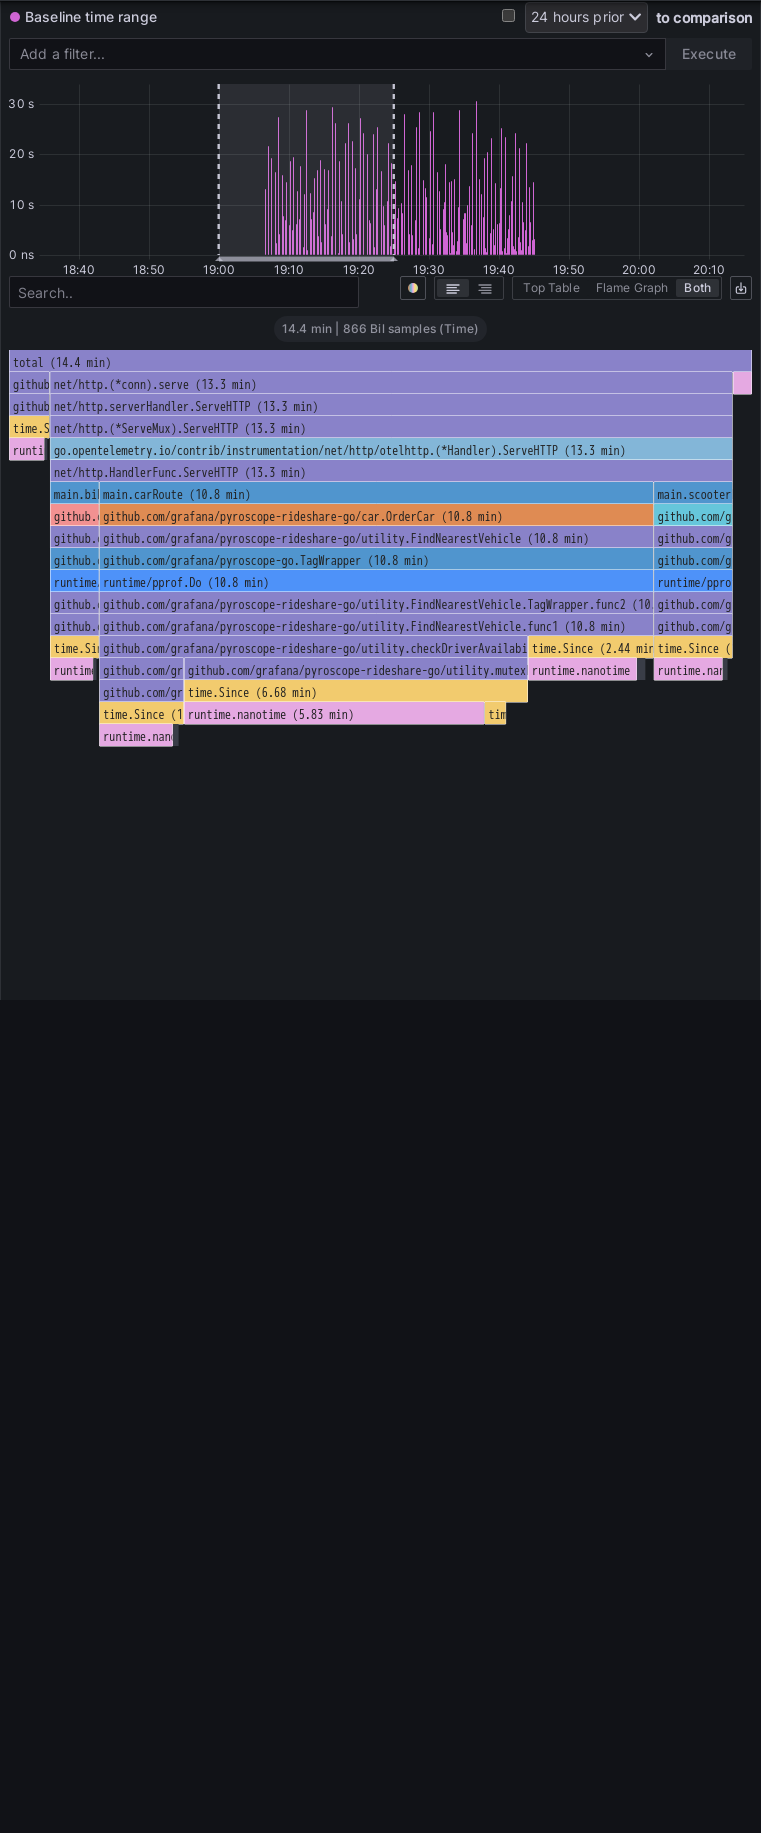 Baseline time range
24 hours prior
to comparison
Add a filter...
Execute
30 s
20 s
10 s
0 ns
18:40 18:50 19:00 19:10 19:20 19:30 19:40 19:50 20:00 20:10
Search..
Top Table Flame Graph Both
14.4 min | 866 Bil samples (Time)
total (14.4 min)
github net/http.(*conn).serve (13.3 min)
github net/http.serverHandler.ServeHTTP (13.3 min)
time.S net/http.(*ServeMux).ServeHTTP (13.3 min)
runti go.opentelemetry.io/contrib/instrumentation/net/http/otelhttp.(*Handler).ServeHTTP (13.3 min)
net/http.HandlerFunc.ServeHTTP (13.3 min)
main.bi main.carRoute (10.8 min) main.scooter
github. github.com/grafana/pyroscope-rideshare-go/car.OrderCar (10.8 min) github.com/g
github. github.com/grafana/pyroscope-rideshare-go/utility.FindNearestVehicle (10.8 min) github.com/g
github. github.com/grafana/pyroscope-go.TagWrapper (10.8 min) github.com/g
runtime. runtime/pprof.Do (10.8 min) runtime/ppro
github. github.com/grafana/pyroscope-rideshare-go/utility.FindNearestVehicle.TagWrapper.func2 (10. github.com/g
github. github.com/grafana/pyroscope-rideshare-go/utility.FindNearestVehicle.func1 (10.8 min) github.com/g
time.Sin github.com/grafana/pyroscope-rideshare-go/utility.checkDriverAvailabi time.Since (2.44 min time.Since (
runtime github.com/gr github.com/grafana/pyroscope-rideshare-go/utility.mutex runtime.nanotime runtime.nan
github.com/gr time.Since (6.68 min)
time.Since (1 runtime.nanotime (5.83 min) tim
runtime.nano